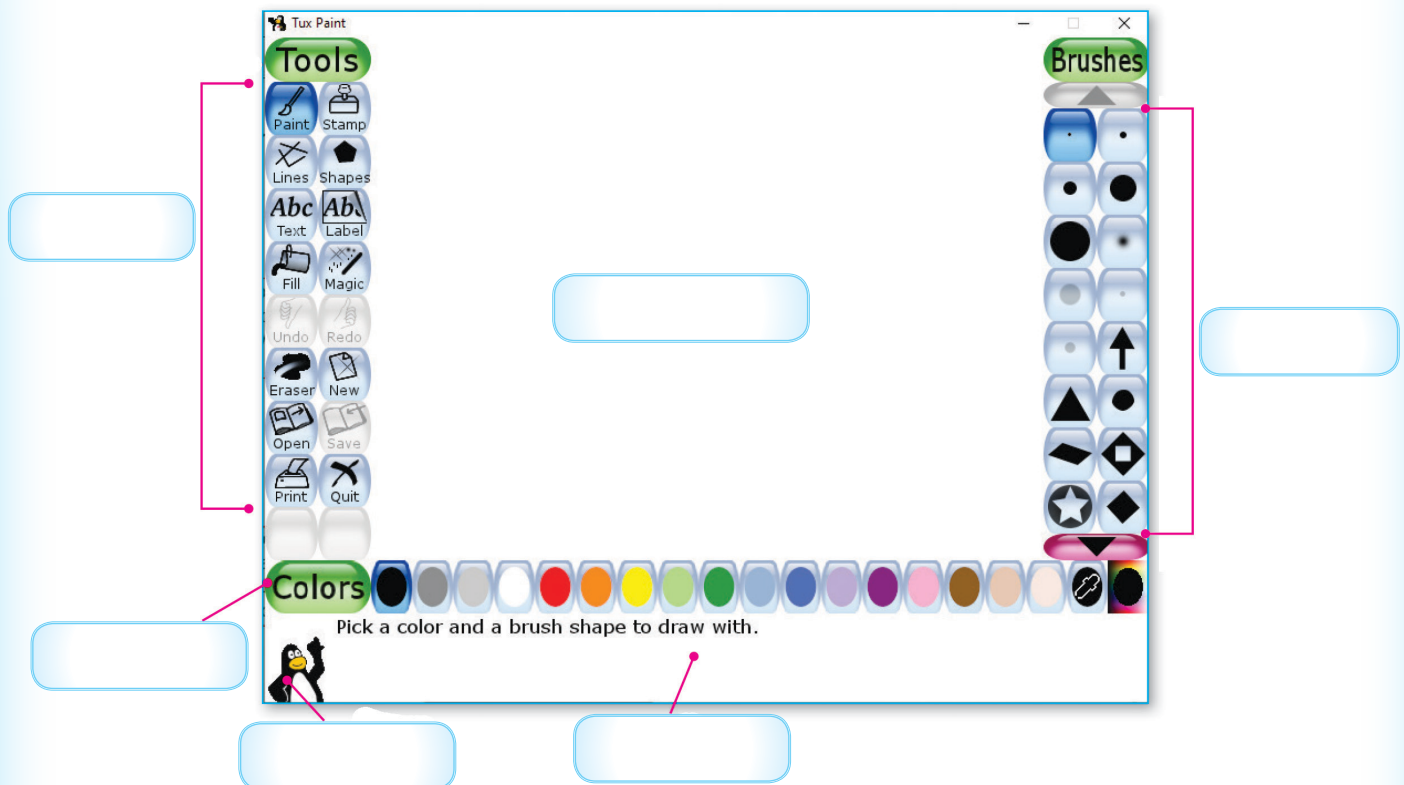 Tux Paint
Tools
Brushes
Paint
Stamp
Lines
Shapes
Abc
Abc
Text
Label
Fill
Magic
Undo
Redo
Eraser
New
Open
Save
Print
Quit
Colors
Pick a color and a brush shape to draw with.